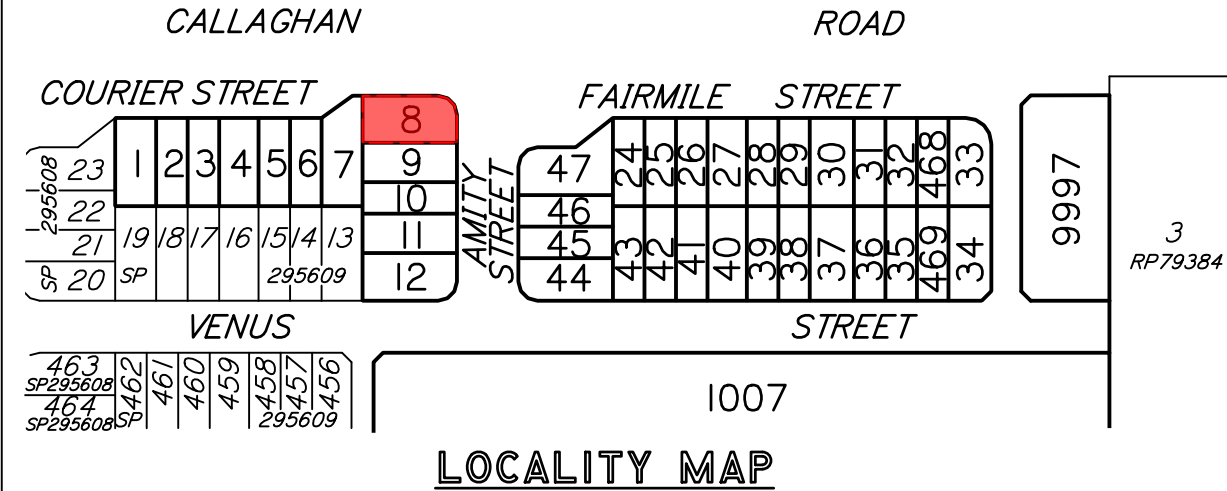 CALLAGHAN ROAD
COURIER STREET
FAIRMILE STREET
8
9
10
11
12
AMITY
STREET
295608
SP
23
22
21
20
1 2 3 4 5 6 7
19 18 17 16 15 14 13
SP 295609
47
46
45
44
24 25 26 27 28 29 30 31 32 468 33
43 42 41 40 39 38 37 36 35 469 34
9997
3
RP79384
VENUS STREET
463
SP295608
464
SP295608
462 461 460 459 458 457 456
SP 295609
1007
LOCALITY MAP